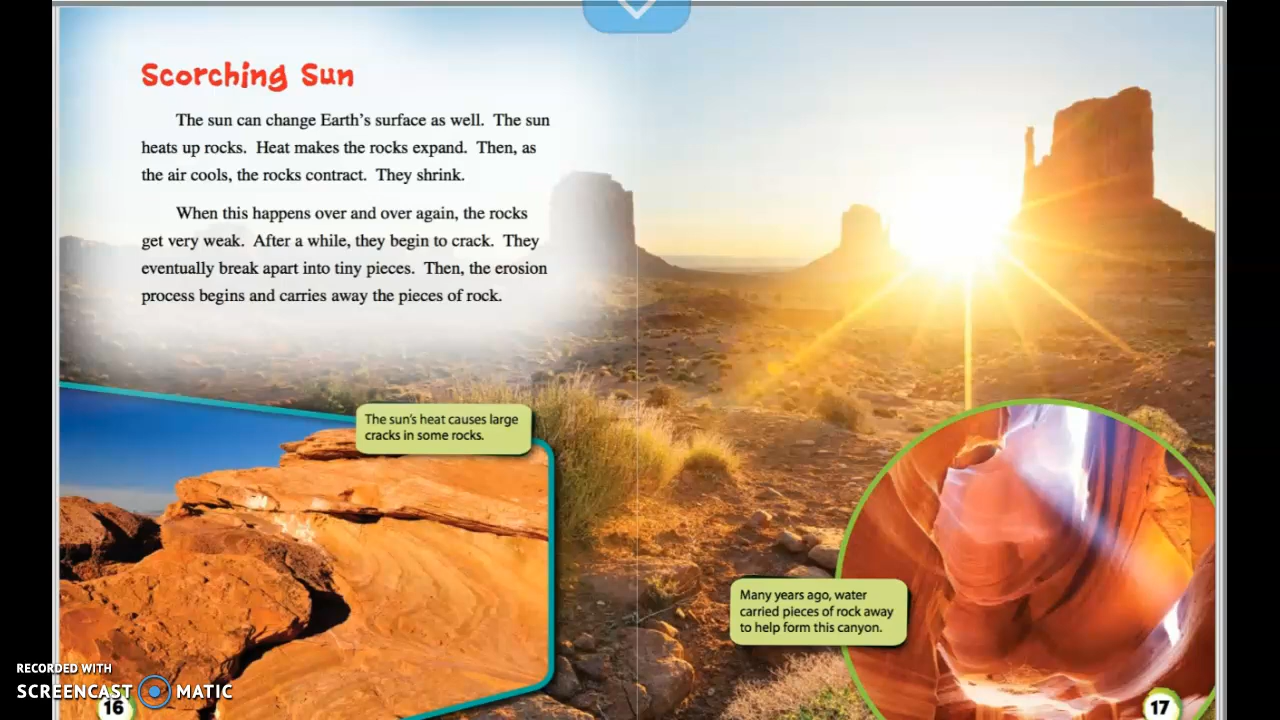 Scorching Sun
The sun can change Earth's surface as well. The sun
heats up rocks. Heat makes the rocks expand. Then, as
the air cools, the rocks contract. They shrink.
When this happens over and over again, the rocks
get very weak. After a while, they begin to crack. They
eventually break apart into tiny pieces. Then, the erosion
process begins and carries away the pieces of rock.
The sun's heat causes large
cracks in some rocks.
Many years ago, water
carried pieces of rock away
to help form this canyon.
RECORDED WITH
SCREENCAST MATIC
16
17